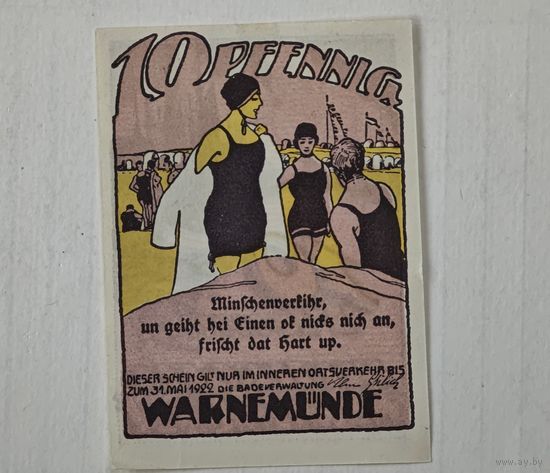 10 PFENNIG.
Minschenverkihr,
un geiht hei Einen ok nicks nich an,
frischt dat Hart up.
DIESER SCHEIN GILT NUR IM INNEREN ORTSVERKEHR BIS
ZUM 31. MAI 1922 DIE BADEVERWALTUNG
WARNEMÜNDE
www.ay.by